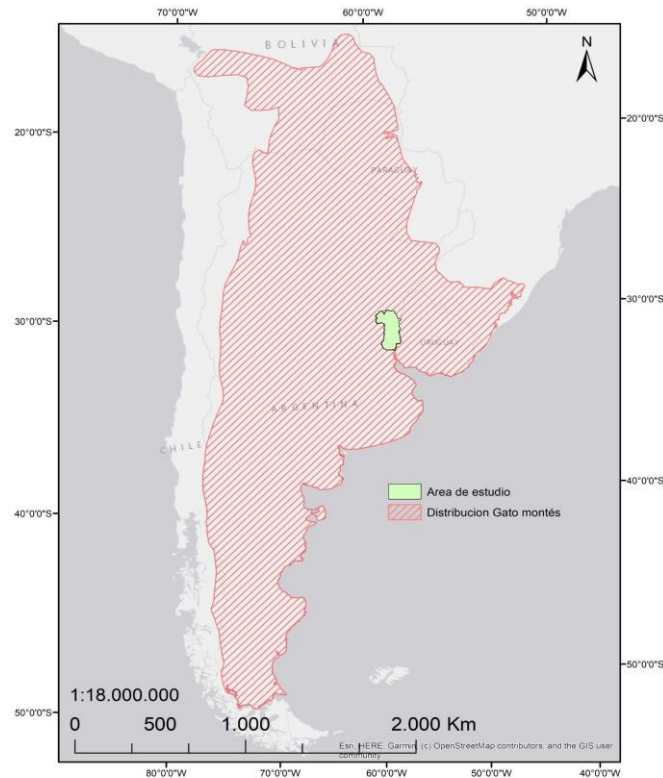 70°0'0"W
60°0'0"W
50°0'0"W
BOLIVIA
N
20°0'0"S
20°0'0"S
PARAGUAY
30°0'0"S
30°0'0"S
URUGUAY
ARGENTINA
CHILE
40°0'0"S
40°0'0"S
Area de estudio
Distribucion Gato montés
50°0'0"S
50°0'0"S
1:18.000.000
0 500 1.000 2.000 Km
Esri, HERE, Garmin, (c) OpenStreetMap contributors, and the GIS user
community
80°0'0"W
70°0'0"W
60°0'0"W
50°0'0"W
40°0'0"W